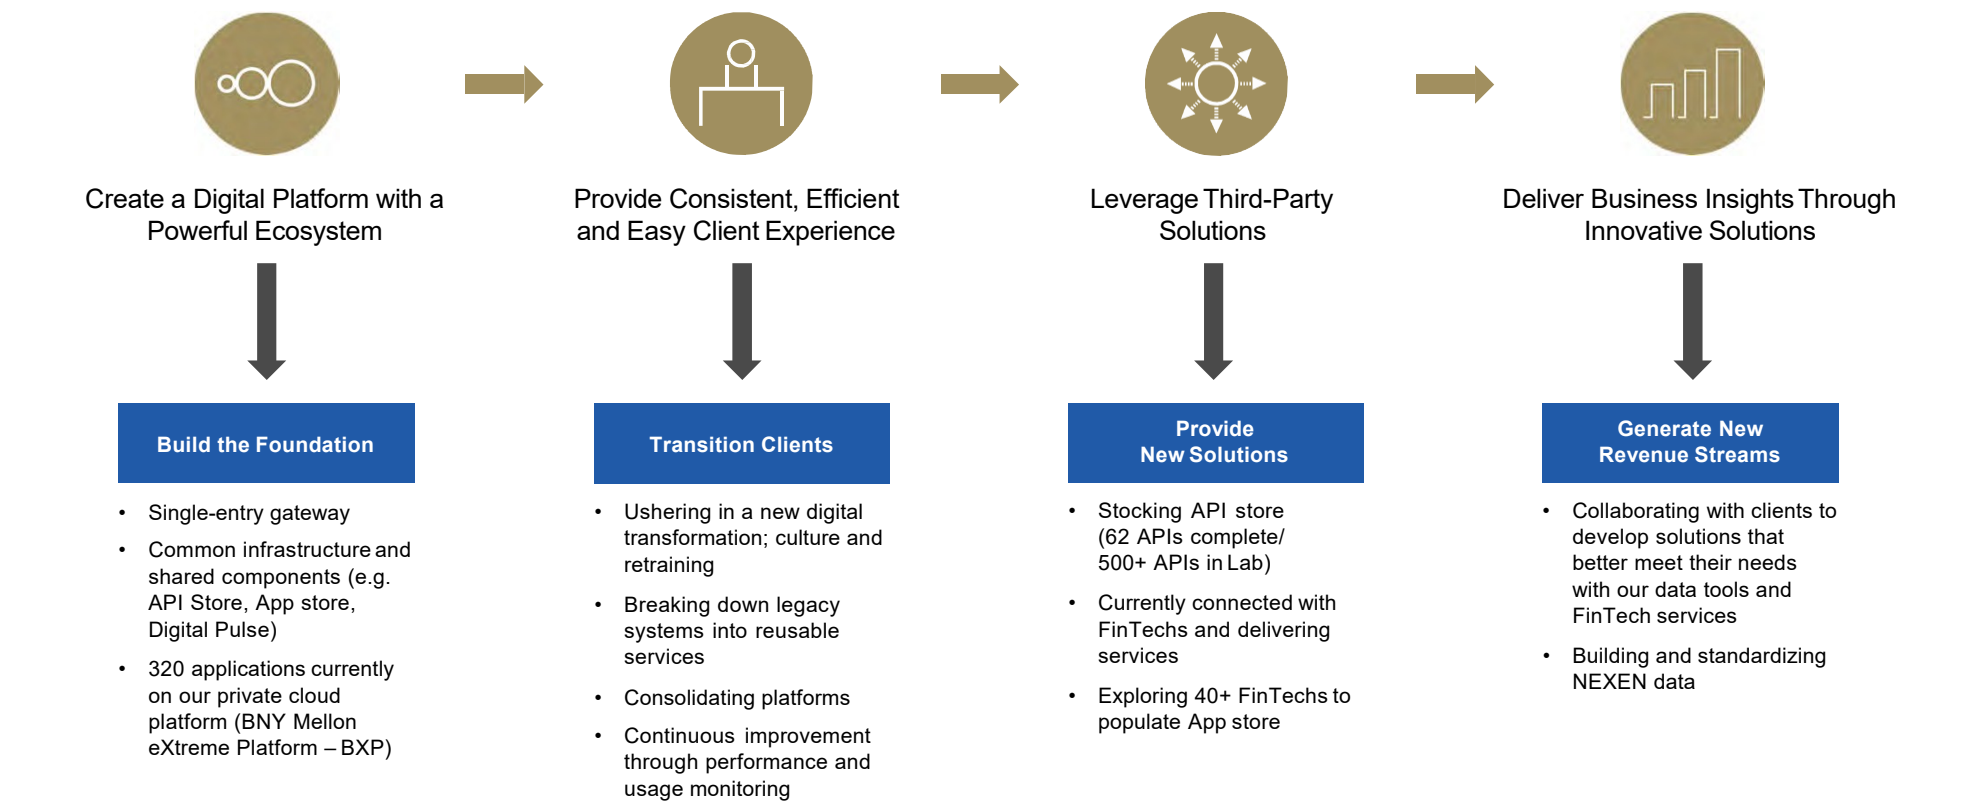 Create a Digital Platform with a
Powerful Ecosystem
Provide Consistent, Efficient
and Easy Client Experience
Leverage Third-Party
Solutions
Deliver Business Insights Through
Innovative Solutions
Build the Foundation
• Single-entry gateway
• Common infrastructure and
shared components (e.g.
API Store, App store,
Digital Pulse)
• 320 applications currently
on our private cloud
platform (BNY Mellon
eXtreme Platform – BXP)
Transition Clients
• Ushering in a new digital
transformation; culture and
retraining
• Breaking down legacy
systems into reusable
services
• Consolidating platforms
• Continuous improvement
through performance and
usage monitoring
Provide
New Solutions
• Stocking API store
(62 APIs complete/
500+ APIs in Lab)
• Currently connected with
FinTechs and delivering
services
• Exploring 40+ FinTechs to
populate App store
Generate New
Revenue Streams
• Collaborating with clients to
develop solutions that
better meet their needs
with our data tools and
FinTech services
• Building and standardizing
NEXEN data